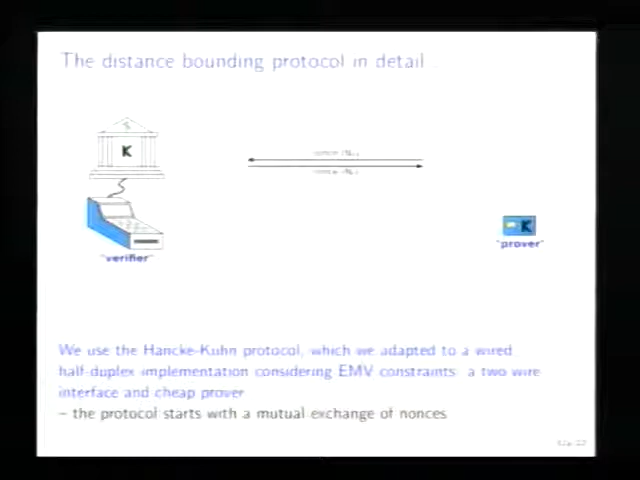 The distance bounding protocol in detail
K
K
"verifier"
"prover"
We use the Hancke-Kuhn protocol, which we adapted to a wired
half-duplex implementation considering EMV constraints: a two wire
interface and cheap prover
– the protocol starts with a mutual exchange of nonces